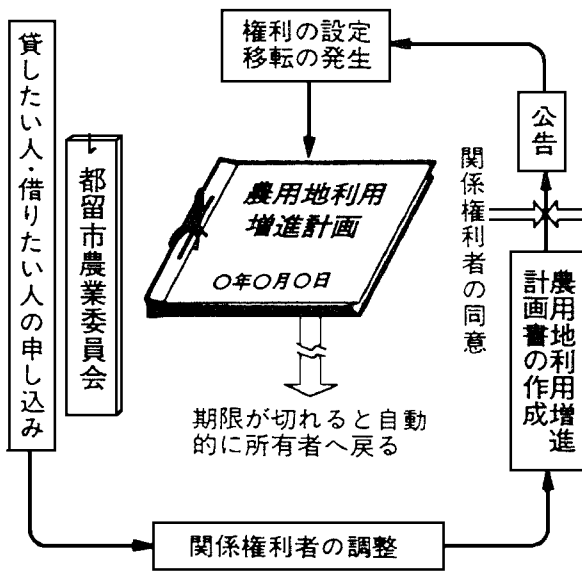 権利の設定
移転の発生
貸したい人・借りたい人の申し込み
都留市農業委員会
農用地利用
増進計画
○年○月○日
公告
関係権利者の同意
農用地利用増進
計画書の作成
期限が切れると自動
的に所有者へ戻る
関係権利者の調整